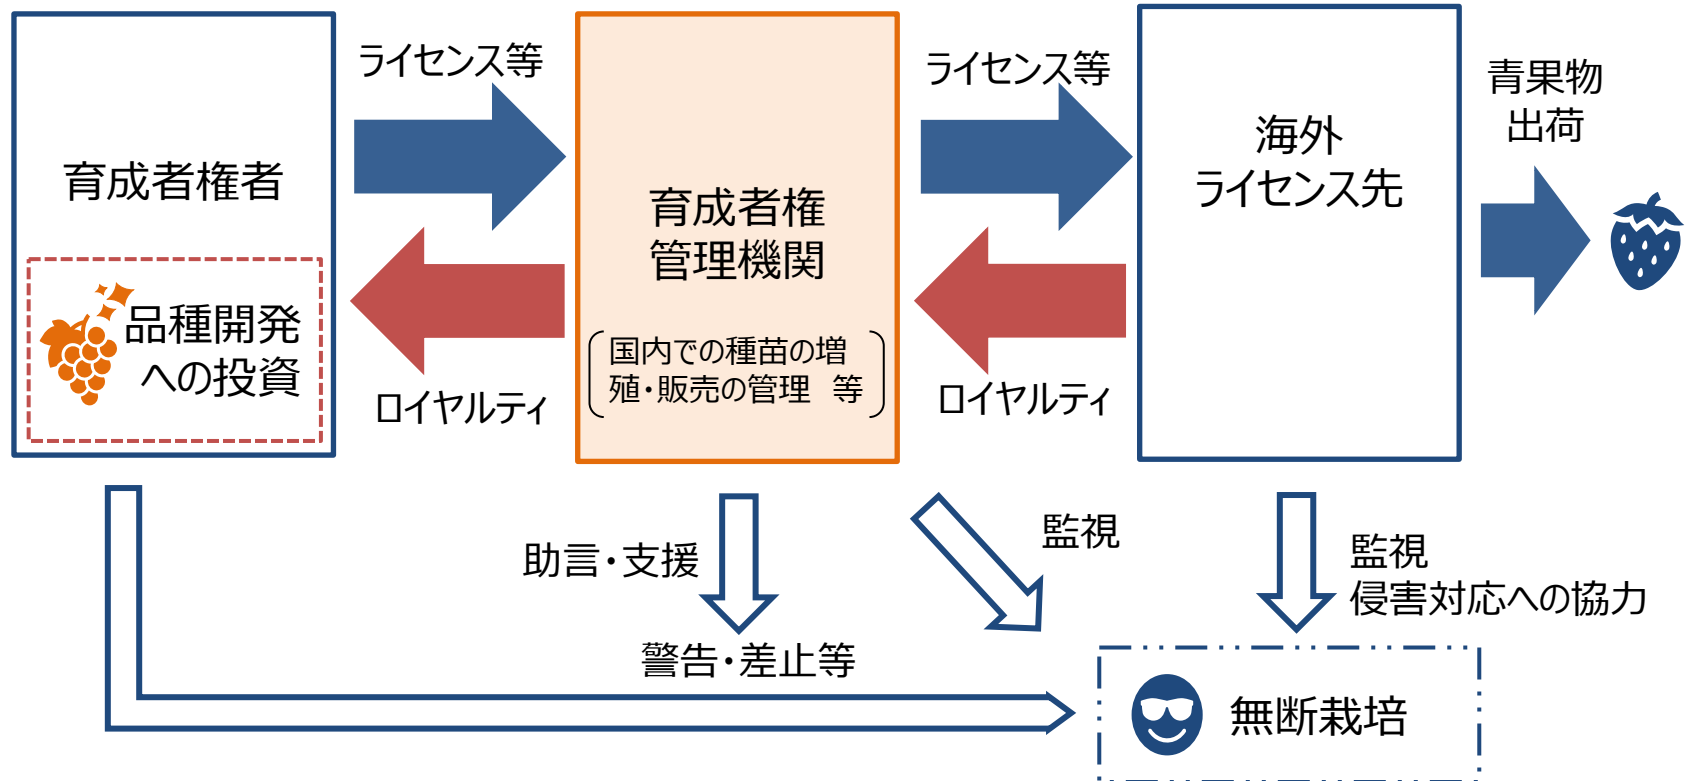 育成者権者
品種開発
への投資
ライセンス等
ロイヤルティ
育成者権
管理機関
国内での種苗の増
殖・販売の管理　等
ライセンス等
ロイヤルティ
海外
ライセンス先
青果物
出荷
助言・支援
警告・差止等
監視
監視
侵害対応への協力
無断栽培